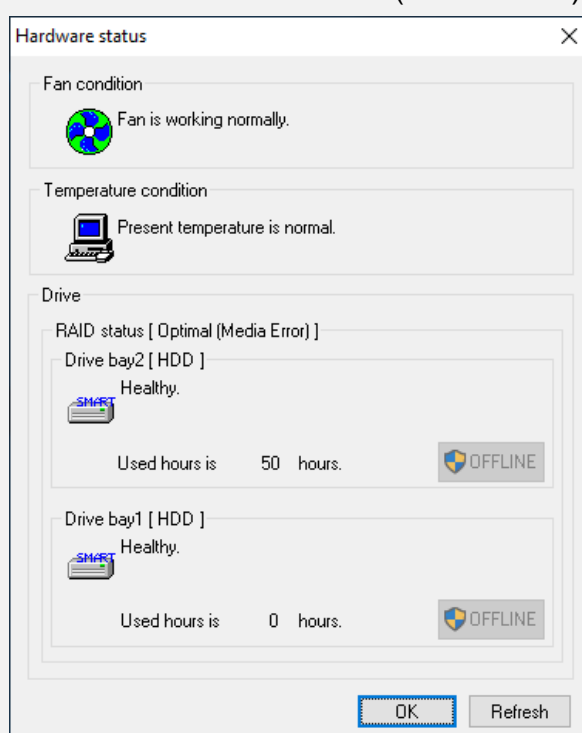 Hardware status
Fan condition
Fan is working normally.
Temperature condition
Present temperature is normal.
Drive
RAID status [ Optimal (Media Error) ]
Drive bay2 [ HDD ]
SMART
Healthy.
Used hours is 50 hours.
OFFLINE
Drive bay1 [ HDD ]
SMART
Healthy.
Used hours is 0 hours.
OFFLINE
OK
Refresh